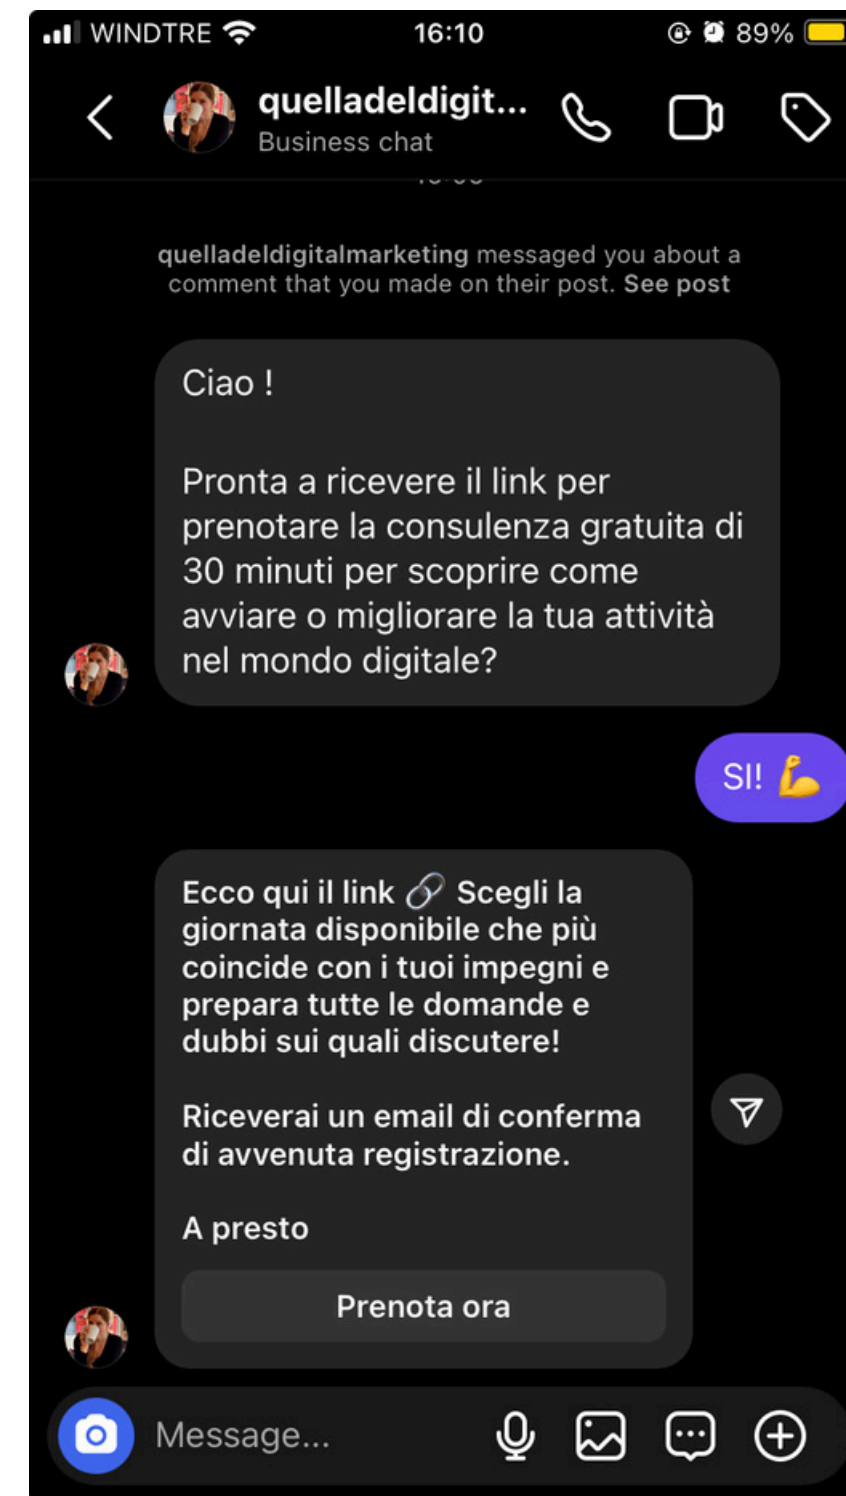 WINDTRE 16:10 89%
quelladeldigit...
Business chat
quelladeldigitalmarketing messaged you about a
comment that you made on their post. See post
Ciao !
Pronta a ricevere il link per
prenotare la consulenza gratuita di
30 minuti per scoprire come
avviare o migliorare la tua attività
nel mondo digitale?
SI! 💪
Ecco qui il link 🔗 Scegli la
giornata disponibile che più
coincide con i tuoi impegni e
prepara tutte le domande e
dubbi sui quali discutere!
Riceverai un email di conferma
di avvenuta registrazione.
A presto
Prenota ora
Message...